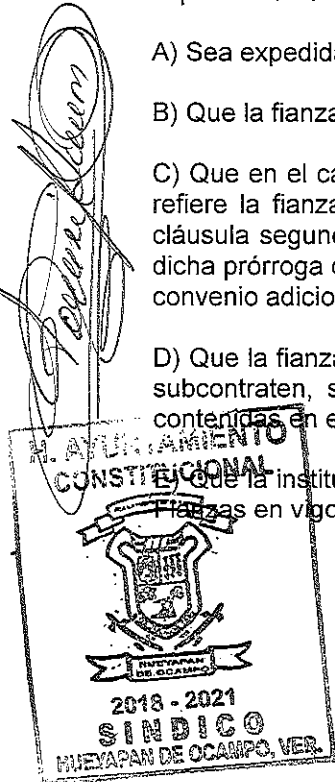 A) Sea expedida
B) Que la fianza
C) Que en el ca
refiere la fianza
cláusula segund
dicha prórroga o
convenio adicio
D) Que la fianza
subcontraten, s
contenidas en e
E) Que la institu
Fianzas en vigo
H. AYUNTAMIENTO
CONSTITUCIONAL
HUEYAPAN
DE OCAMPO
2018 - 2021
SINDICO
HUEYAPAN DE OCAMPO, VER.